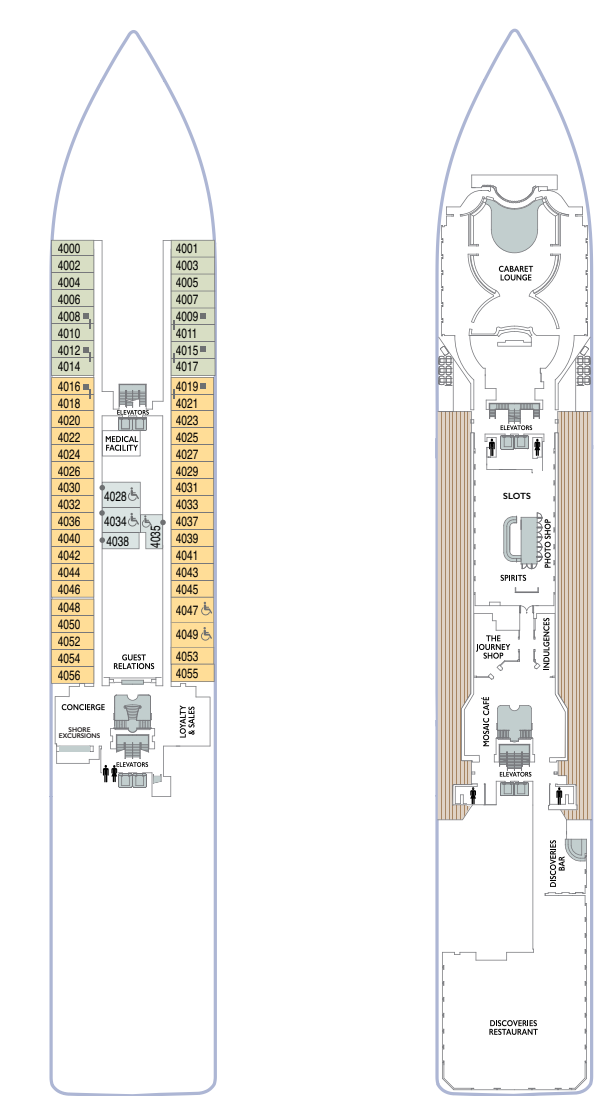 4000
4002
4004
4006
4008
4010
4012
4014
4016
4018
4020
4022
4024
4026
4030
4032
4036
4040
4042
4044
4046
4048
4050
4052
4054
4056
4001
4003
4005
4007
4009
4011
4015
4017
4019
4021
4023
4025
4027
4029
4031
4033
4037
4039
4041
4043
4045
4047
4049
4053
4055
ELEVATORS
MEDICAL
FACILITY
4028
4034
4035
4038
GUEST
RELATIONS
CONCIERGE
SHORE
EXCURSIONS
LOYALTY
& SALES
ELEVATORS
CABARET
LOUNGE
ELEVATORS
SLOTS
PHOTO SHOP
SPIRITS
THE
JOURNEY
SHOP
INDULGENCES
MOSAIC CAFÉ
ELEVATORS
DISCOVERIES
BAR
DISCOVERIES
RESTAURANT